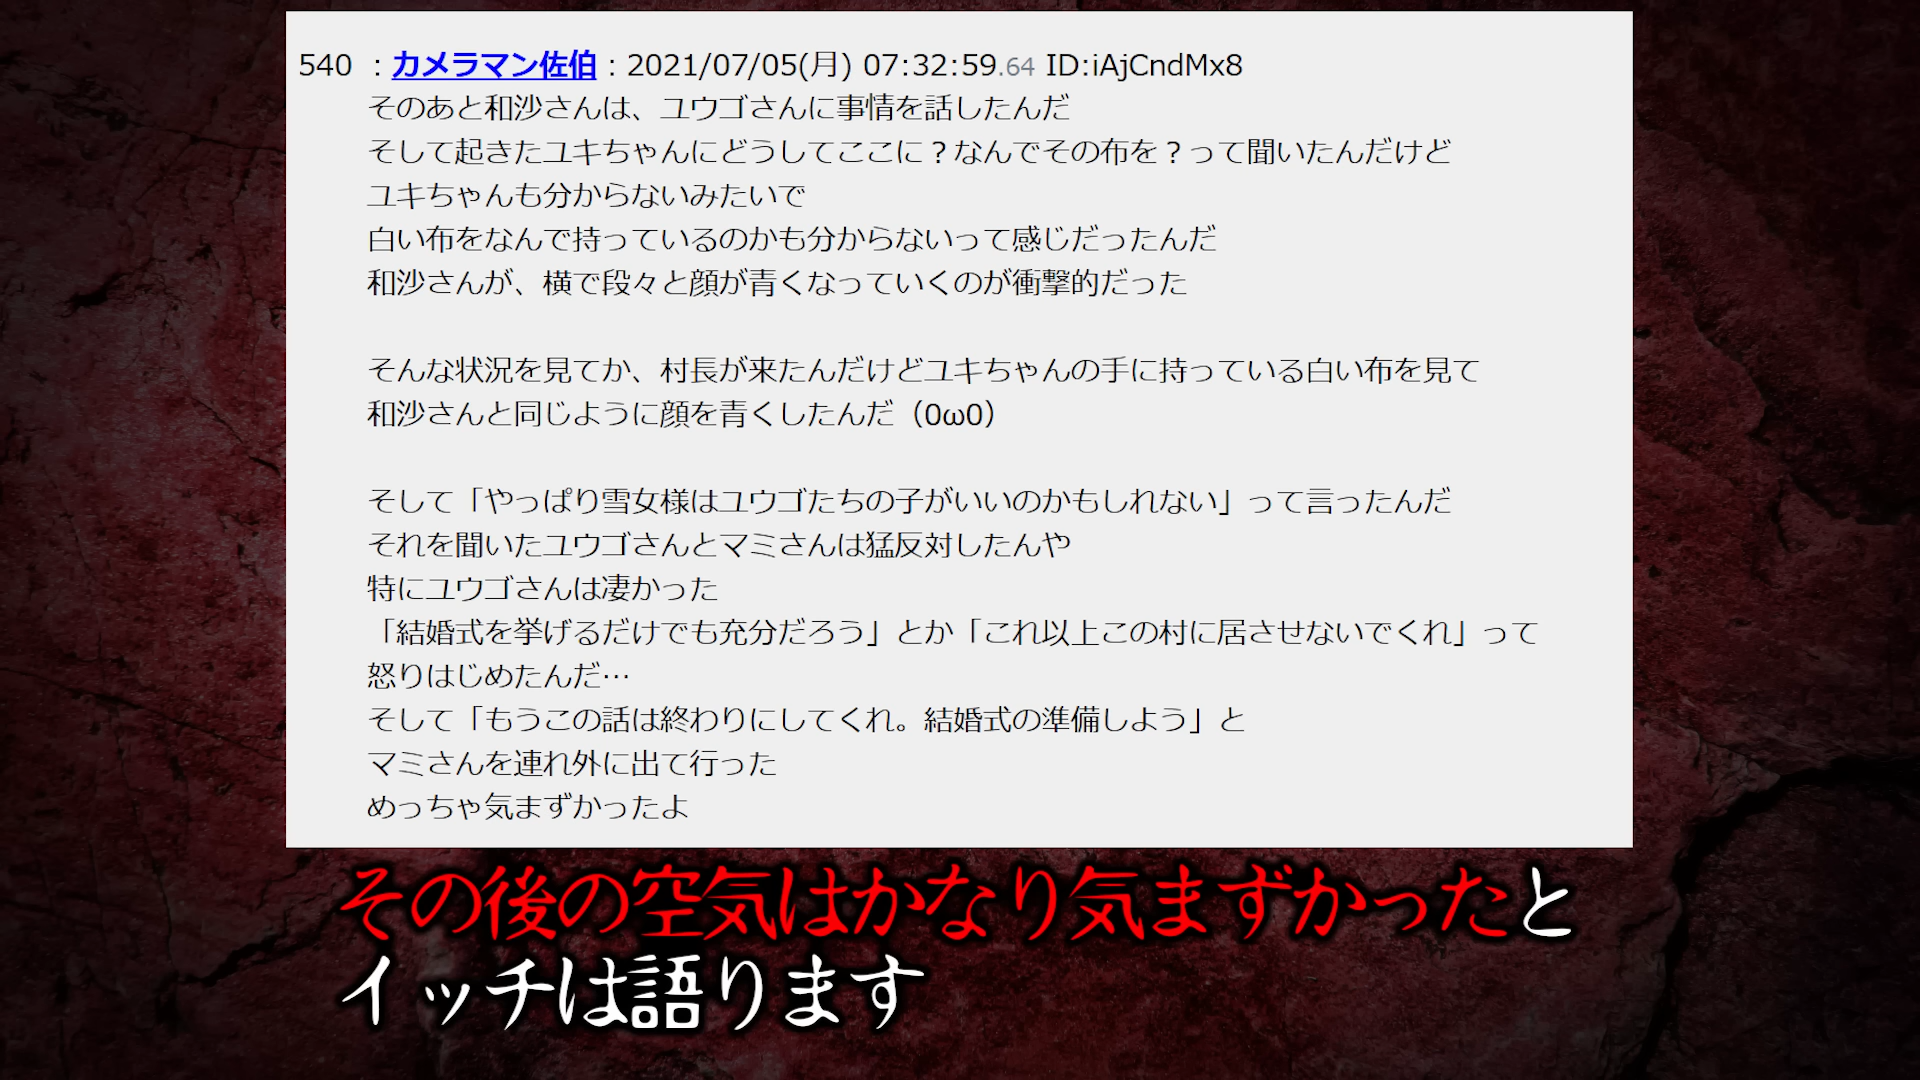 540 ：カメラマン佐伯：2021/07/05(月) 07:32:59.64 ID:iAjCndMx8
そのあと和沙さんは、ユウゴさんに事情を話したんだ
そして起きたユキちゃんにどうしてここに？なんでその布を？って聞いたんだけど
ユキちゃんも分からないみたいで
白い布をなんで持っているのかも分からないって感じだったんだ
和沙さんが、横で段々と顔が青くなっていくのが衝撃的だった
そんな状況を見てか、村長が来たんだけどユキちゃんの手に持っている白い布を見て
和沙さんと同じように顔を青くしたんだ（0ω0）
そして「やっぱり雪女様はユウゴたちの子がいいのかもしれない」って言ったんだ
それを聞いたユウゴさんとマミさんは猛反対したんや
特にユウゴさんは凄かった
「結婚式を挙げるだけでも充分だろう」とか「これ以上この村に居させないでくれ」って
怒りはじめたんだ…
そして「もうこの話は終わりにしてくれ。結婚式の準備しよう」と
マミさんを連れ外に出て行った
めっちゃ気まずかったよ
その後の空気はかなり気まずかったと
イッチは語ります